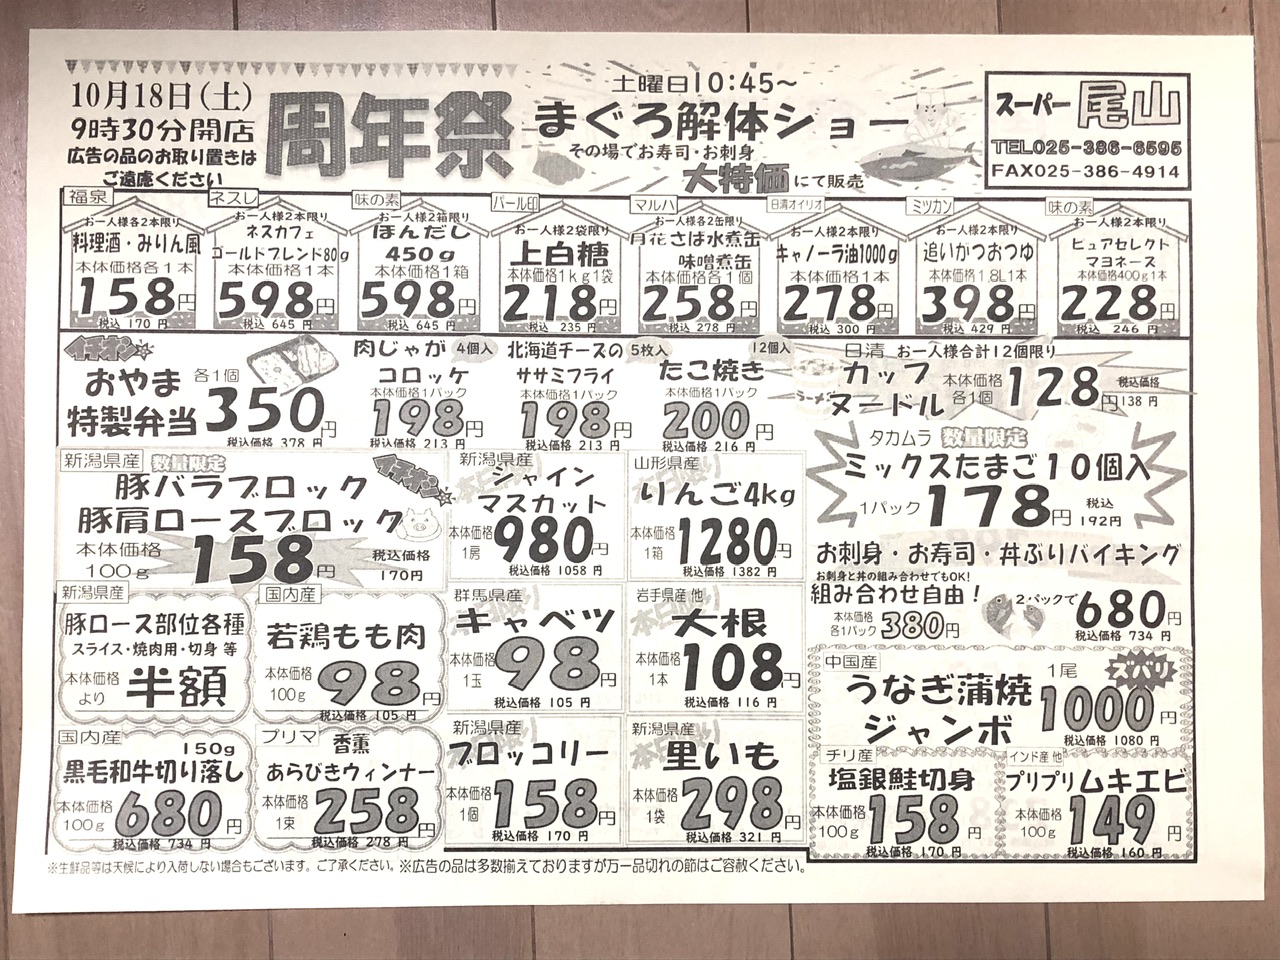 10月18日(土)
9時30分開店
広告の品のお取り置きは
ご遠慮ください
周年祭
土曜日10:45～
まぐろ解体ショー
その場でお寿司・お刺身
大特価にて販売
スーパー 尾山
TEL025-386-6595
FAX025-386-4914
福泉
お一人様各2本限り
料理酒・みりん風
本体価格各1本
158円
税込 170 円
ネスレ
お一人様2本限り
ネスカフェ
ゴールドブレンド80g
本体価格1本
598円
税込 645 円
味の素
お一人様2箱限り
ほんだし
450g
本体価格1箱
598円
税込 645 円
パール印
お一人様2袋限り
上白糖
本体価格1kg1袋
218円
税込 235 円
マルハ
お一人様各2缶限り
月花さば水煮缶
味噌煮缶
本体価格各1個
258円
税込 278 円
日清オイリオ
お一人様2本限り
キャノーラ油1000g
本体価格1本
278円
税込 300 円
ミツカン
お一人様2本限り
追いがつおつゆ
本体価格1.8L1本
398円
税込 429 円
味の素
お一人様2本限り
ピュアセレクト
マヨネーズ
本体価格400g1本
228円
税込 246 円
イチオシ
おやま
特製弁当
各1個
350円
税込価格 378 円
肉じゃが 4個入
コロッケ
本体価格1パック
198円
税込価格 213 円
北海道チーズの 5枚入
ササミフライ
本体価格1パック
198円
税込価格 213 円
12個入
たこ焼き
本体価格1パック
200円
税込価格 216 円
日清 お一人様合計12個限り
カップ
ヌードル
ラーメン
本体価格
各1個
128円
税込価格
138 円
タカムラ 数量限定
ミックスたまご10個入
1パック 178円
税込
192円
新潟県産 数量限定
イチオシ
豚バラブロック
豚肩ロースブロック
本体価格
100g
158円
税込価格
170円
新潟県産
本日限り
シャイン
マスカット
本体価格
1房
980円
税込価格 1058 円
山形県産
本日限り
りんご4kg
本体価格
1箱
1280円
税込価格 1382 円
お刺身・お寿司・丼ぶりバイキング
お刺身と丼の組み合わせでもOK!
組み合わせ自由!
本体価格
各1パック
380円
2パックで680円
税込価格 734 円
新潟県産
豚ロース部位各種
スライス・焼肉用・切身 等
本体価格
より
半額
国内産
若鶏もも肉
本体価格
100g
98円
税込価格 105 円
群馬県産
本日限り
キャベツ
本体価格
1玉
98円
税込価格 105 円
岩手県産 他
本日限り
大根
本体価格
1本
108円
税込価格 116 円
中国産
うなぎ蒲焼
ジャンボ
1尾
1000円
税込価格 1080 円
国内産
150g
黒毛和牛切り落し
本体価格
100g
680円
税込価格 734 円
プリマ 香薫
あらびきウィンナー
本体価格
1束
258円
税込価格 278 円
新潟県産
本日限り
ブロッコリー
本体価格
1個
158円
税込価格 170 円
新潟県産
本日限り
里いも
本体価格
1袋
298円
税込価格 321 円
チリ産
塩銀鮭切身
本体価格
100g
158円
税込価格 170 円
インド産 他
プリプリムキエビ
本体価格
100g
149円
税込価格 160 円
※生鮮品等は天候により入荷しない場合もございます。ご了承ください。※広告の品は多数揃えておりますが万一品切れの節はご容赦ください。